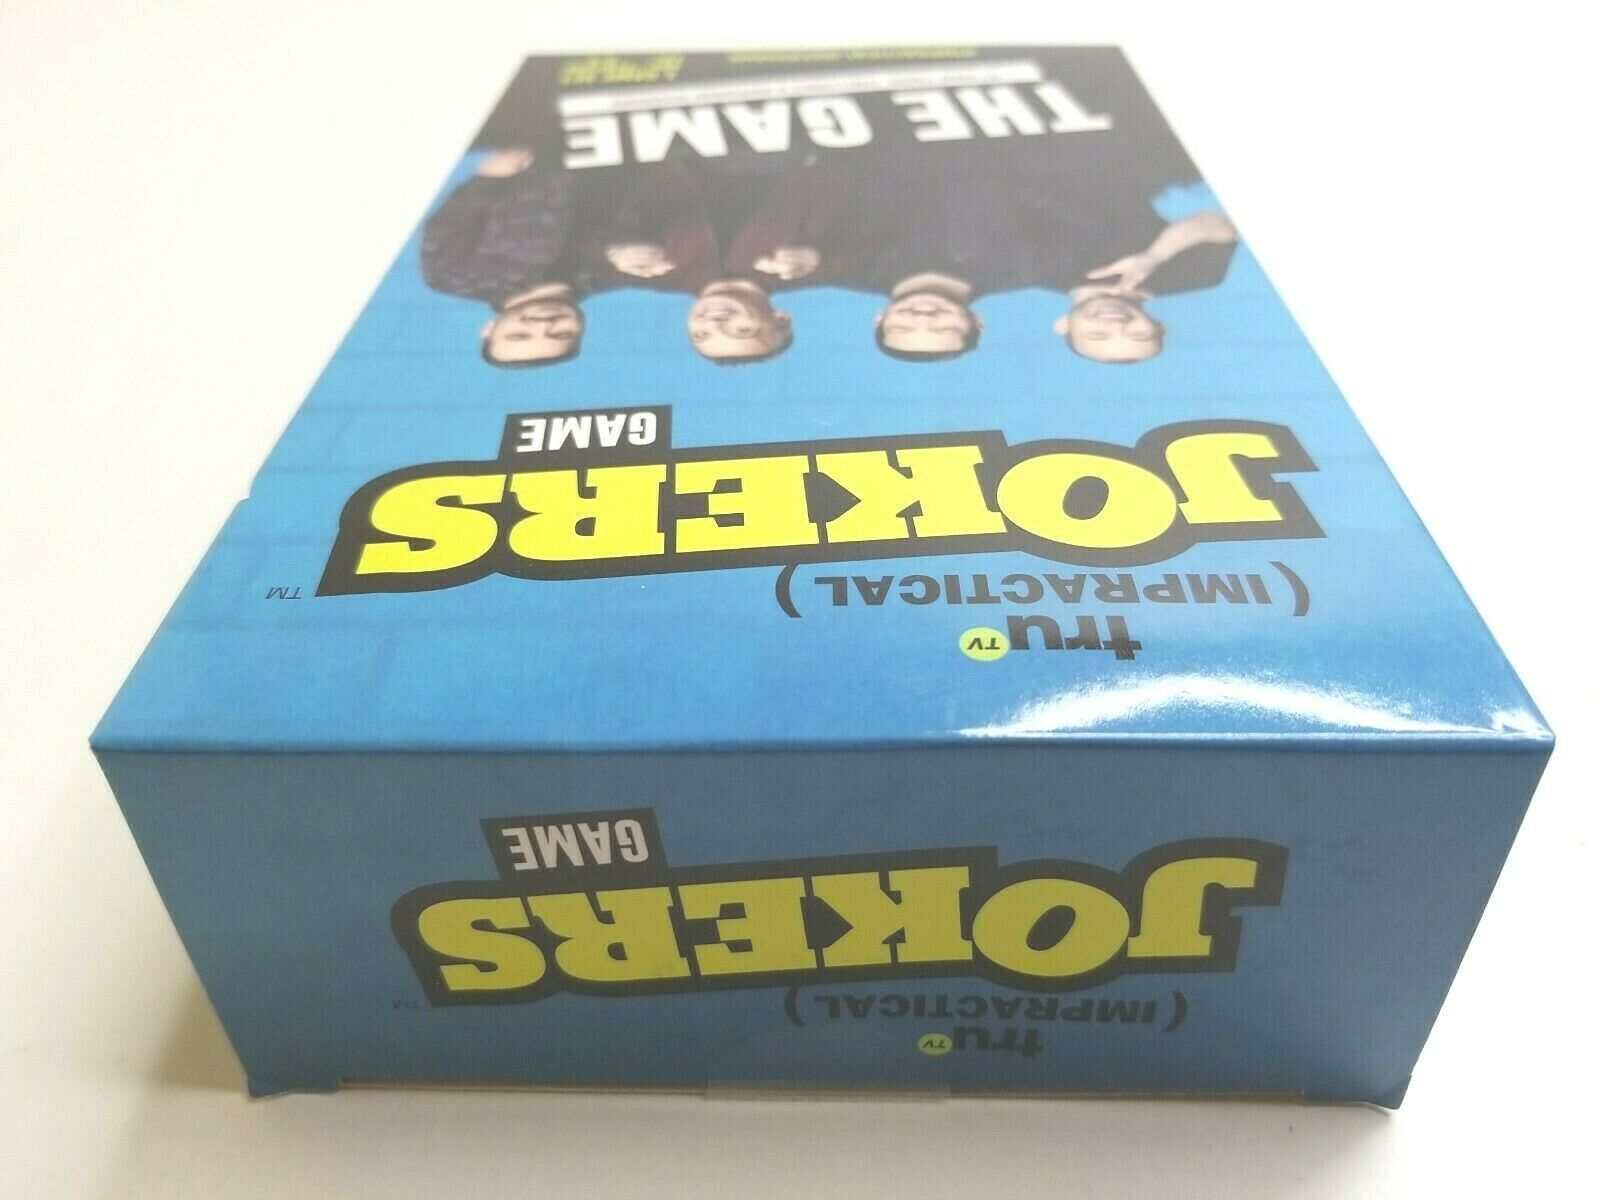 tru TV
(IMPRACTICAL)
JOKERS TM
GAME
THE GAME
tru TV
(IMPRACTICAL)
JOKERS TM
GAME